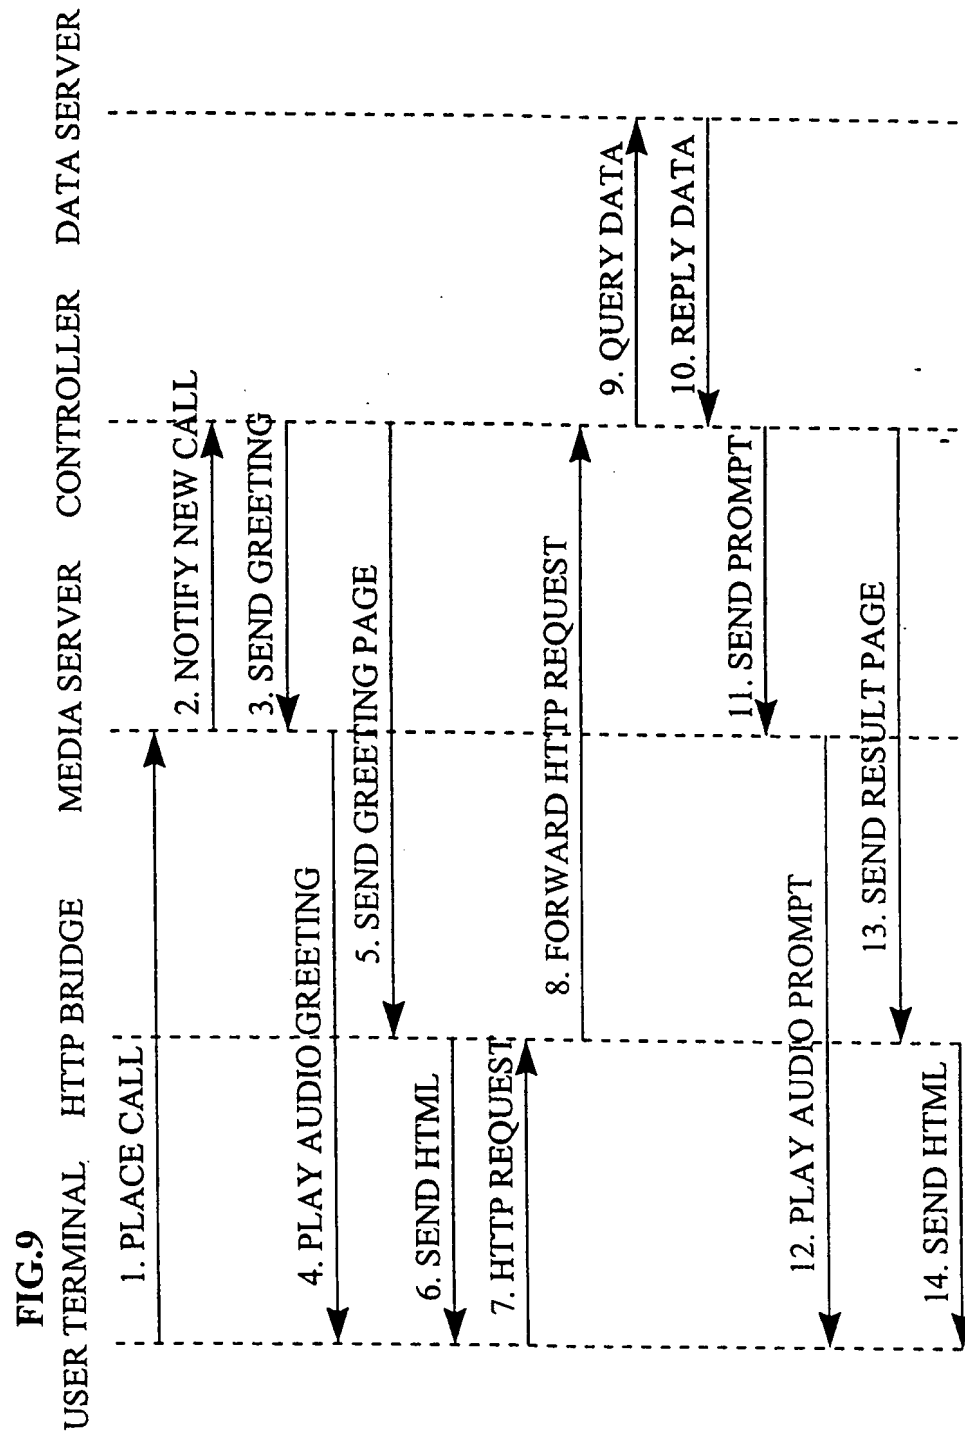 FIG.9
USER TERMINAL HTTP BRIDGE MEDIA SERVER CONTROLLER DATA SERVER
1. PLACE CALL
2. NOTIFY NEW CALL
3. SEND GREETING
4. PLAY AUDIO GREETING
5. SEND GREETING PAGE
6. SEND HTML
7. HTTP REQUEST
8. FORWARD HTTP REQUEST
9. QUERY DATA
10. REPLY DATA
11. SEND PROMPT
12. PLAY AUDIO PROMPT
13. SEND RESULT PAGE
14. SEND HTML